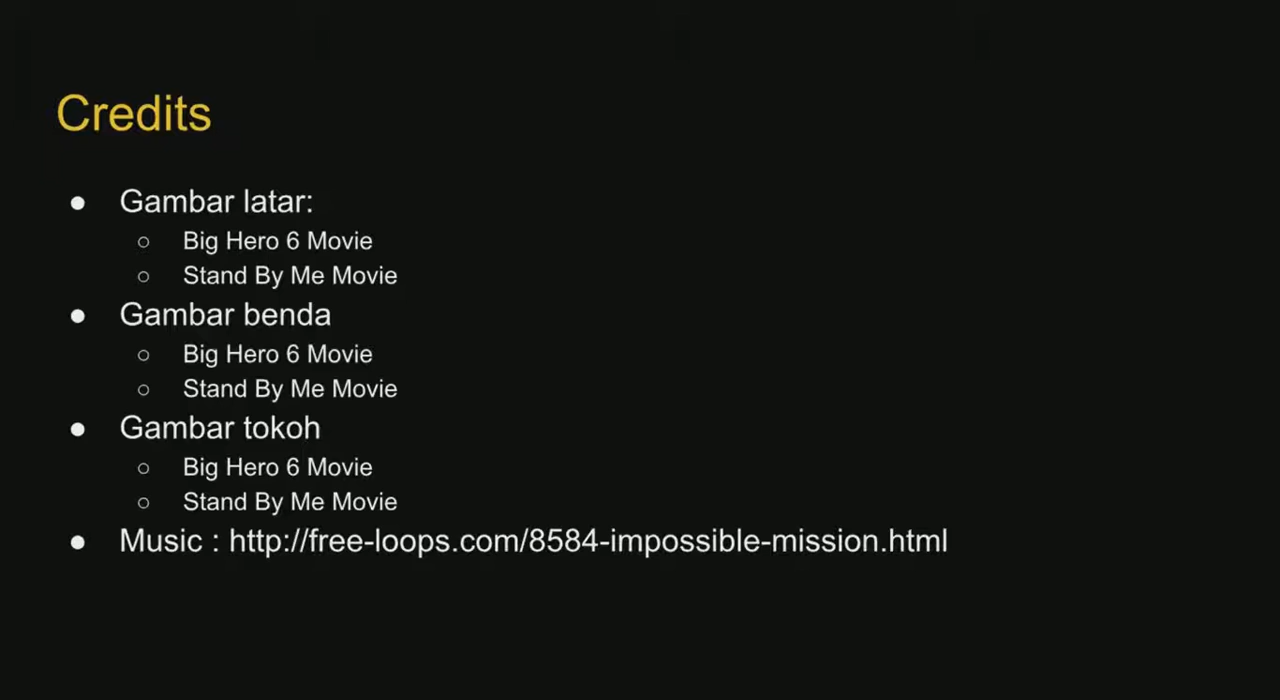 Credits
● Gambar latar:
○ Big Hero 6 Movie
○ Stand By Me Movie
● Gambar benda
○ Big Hero 6 Movie
○ Stand By Me Movie
● Gambar tokoh
○ Big Hero 6 Movie
○ Stand By Me Movie
● Music : http://free-loops.com/8584-impossible-mission.html